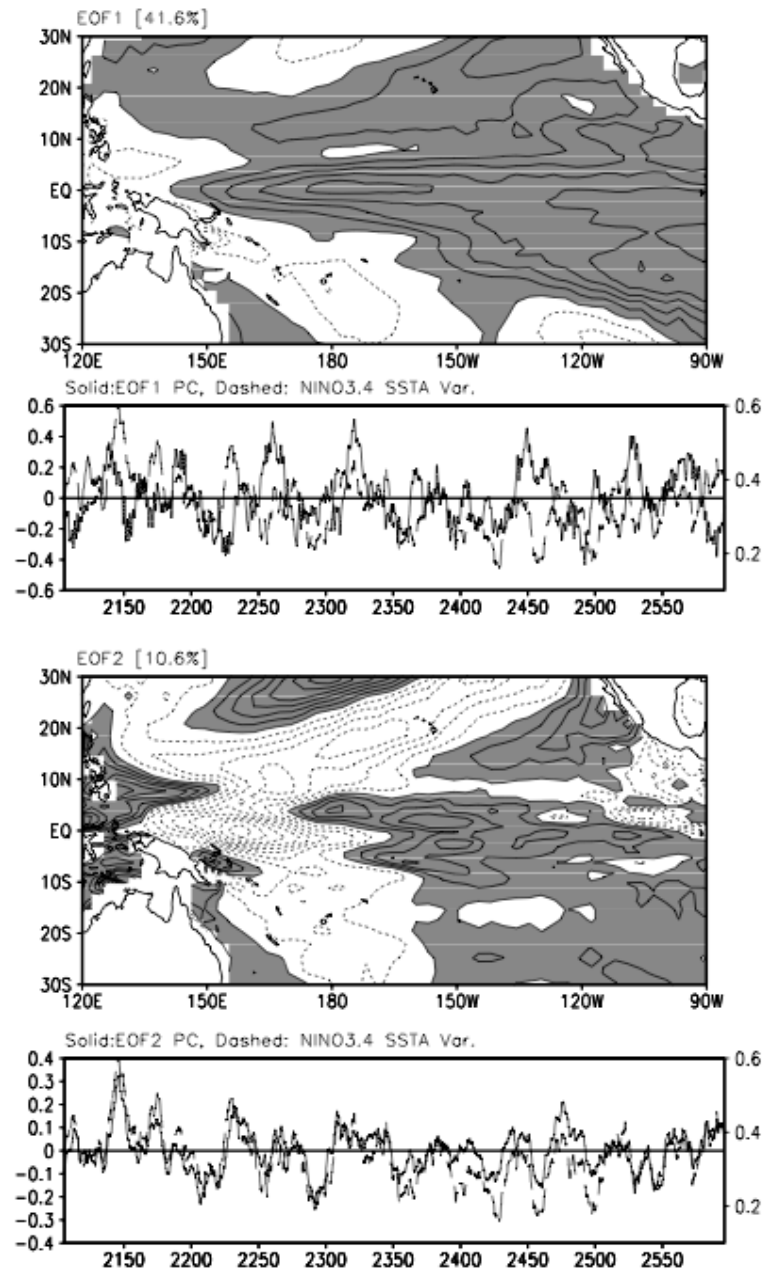 EOF1 [41.6%]
30N
20N
10N
EQ
10S
20S
30S
120E 150E 180 150W 120W 90W
Solid:EOF1 PC, Dashed: NINO3.4 SSTA Var.
0.6 0.6
0.4
0.2 0.4
0
-0.2
-0.4 0.2
-0.6
2150 2200 2250 2300 2350 2400 2450 2500 2550
EOF2 [10.6%]
30N
20N
10N
EQ
10S
20S
30S
120E 150E 180 150W 120W 90W
Solid:EOF2 PC, Dashed: NINO3.4 SSTA Var.
0.4 0.6
0.3
0.2
0.1 0.4
0
-0.1
-0.2 0.2
-0.3
-0.4
2150 2200 2250 2300 2350 2400 2450 2500 2550